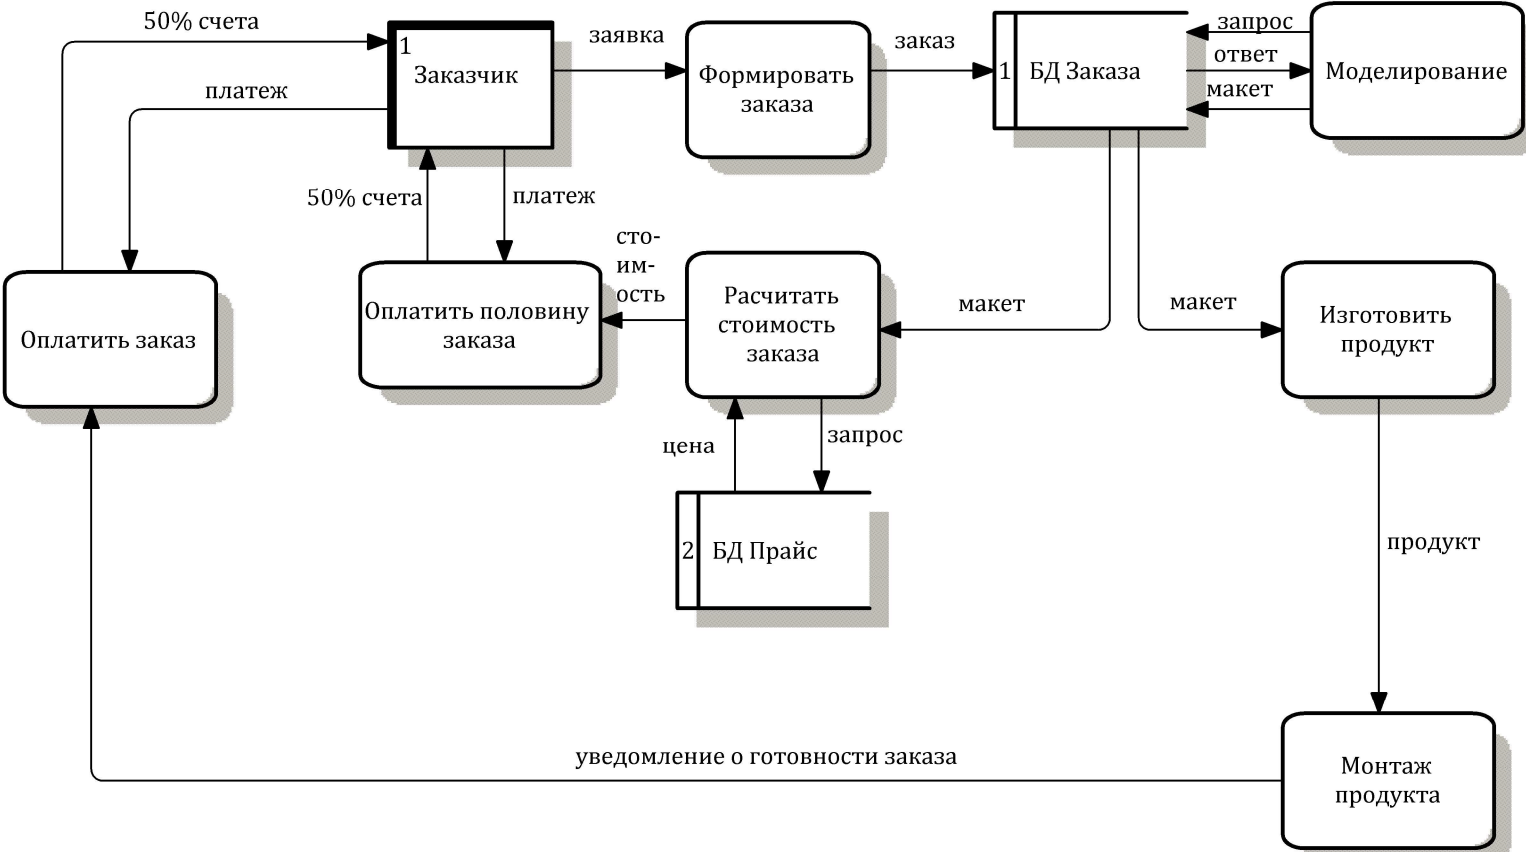 50% счета
1
Заказчик
платеж
заявка
Формировать
заказа
заказ
1
БД Заказа
запрос
ответ
макет
Моделирование
50% счета
платеж
сто-
им-
ость
Оплатить заказ
Оплатить половину
заказа
Расчитать
стоимость
заказа
макет
макет
Изготовить
продукт
цена
запрос
2
БД Прайс
продукт
уведомление о готовности заказа
Монтаж
продукта